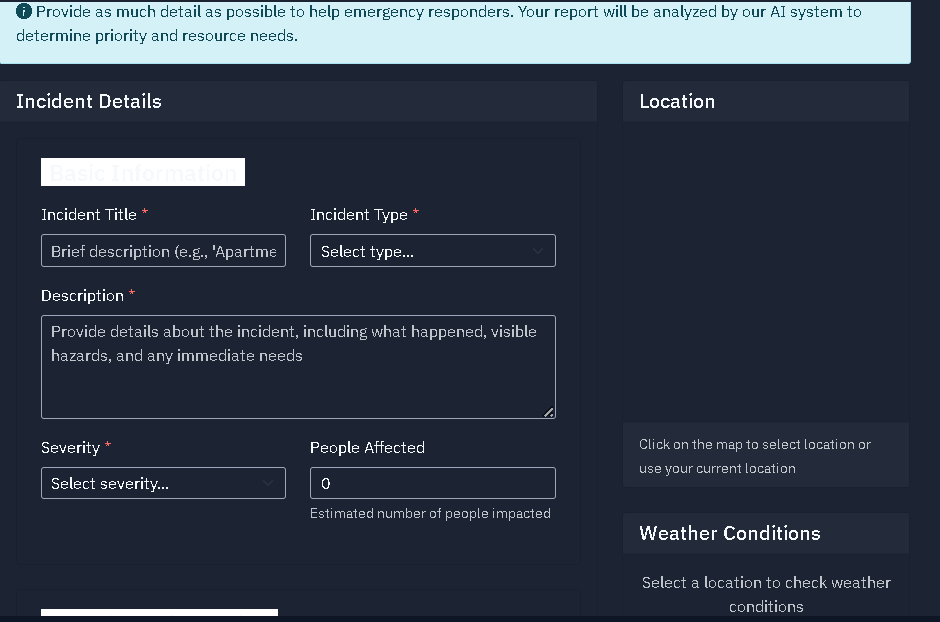 Provide as much detail as possible to help emergency responders. Your report will be analyzed by our AI system to
determine priority and resource needs.
Incident Details
Basic Information
Incident Title *
Incident Type *
Brief description (e.g., 'Apartme
Select type...
Description *
Provide details about the incident, including what happened, visible
hazards, and any immediate needs
Severity *
People Affected
Select severity...
0
Estimated number of people impacted
Location
Click on the map to select location or
use your current location
Weather Conditions
Select a location to check weather
conditions